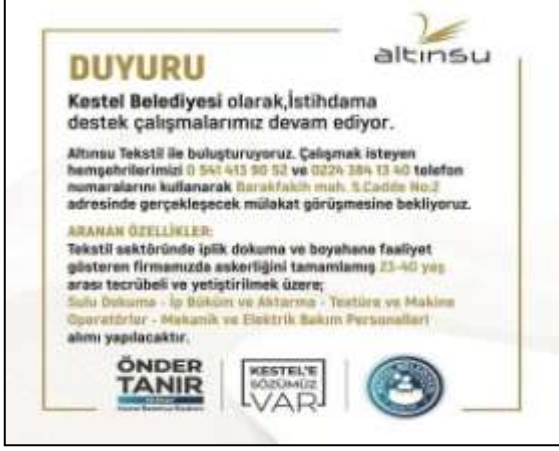 altınsu
DUYURU
Kestel Belediyesi olarak,İstihdama
destek çalışmalarımız devam ediyor.
Altınsu Tekstil ile buluşturuyoruz. Çalışmak isteyen
hemşehrilerimizi 0 541 413 90 52 ve 0224 384 13 40 telefon
numaralarını kullanarak Barakfakih mah. 5.Cadde No:2
adresinde gerçekleşecek mülakat görüşmesine bekliyoruz.
ARANAN ÖZELLİKLER:
Tekstil sektöründe iplik dokuma ve boyahane faaliyet
gösteren firmamızda askerliğini tamamlamış 23-40 yaş
arası tecrübeli ve yetiştirilmek üzere;
Sulu Dokuma - İp Büküm ve Aktarma - Textüre ve Makine
Operatörler - Mekanik ve Elektrik Bakım Personelleri
alımı yapılacaktır.
ÖNDER
TANIR
KESTEL'E
SÖZÜMÜZ
VAR